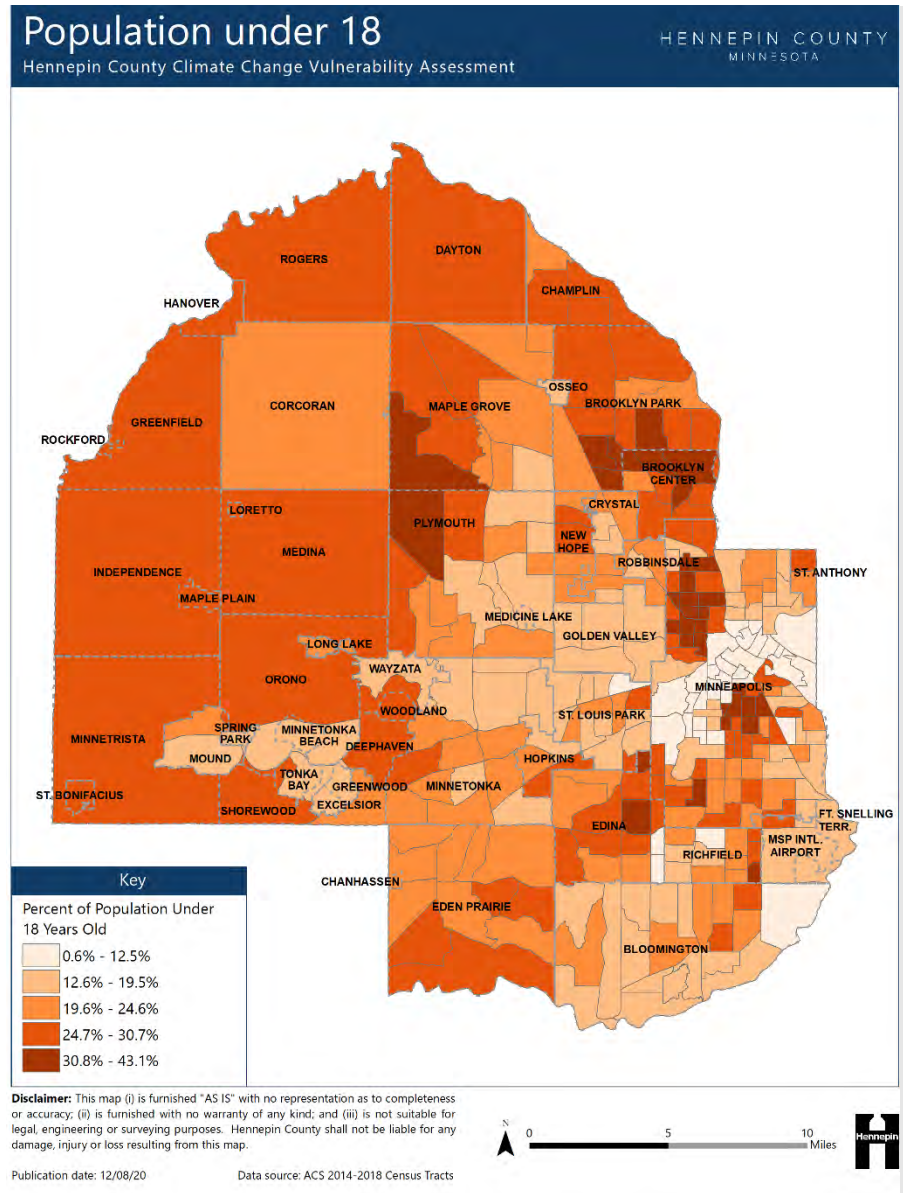 Population under 18
Hennepin County Climate Change Vulnerability Assessment
HENNEPIN COUNTY
MINNESOTA
ROGERS
DAYTON
HANOVER
CHAMPLIN
CORCORAN
MAPLE GROVE
OSSEO
BROOKLYN PARK
GREENFIELD
ROCKFORD
BROOKLYN
CENTER
LORETTO
PLYMOUTH
CRYSTAL
MEDINA
NEW
HOPE
ROBBINSDALE
INDEPENDENCE
ST. ANTHONY
MAPLE PLAIN
MEDICINE LAKE
GOLDEN VALLEY
LONG LAKE
WAYZATA
ORONO
MINNEAPOLIS
WOODLAND
ST. LOUIS PARK
MINNETRISTA
SPRING
PARK
MINNETONKA
BEACH
DEEPHAVEN
MOUND
HOPKINS
TONKA
BAY
GREENWOOD
MINNETONKA
ST. BONIFACIUS
EXCELSIOR
SHOREWOOD
FT. SNELLING
TERR.
EDINA
MSP INTL.
AIRPORT
RICHFIELD
CHANHASSEN
EDEN PRAIRIE
BLOOMINGTON
Key
Percent of Population Under
18 Years Old
0.6% - 12.5%
12.6% - 19.5%
19.6% - 24.6%
24.7% - 30.7%
30.8% - 43.1%
Disclaimer: This map (i) is furnished "AS IS" with no representation as to completeness
or accuracy; (ii) is furnished with no warranty of any kind; and (iii) is not suitable for
legal, engineering or surveying purposes. Hennepin County shall not be liable for any
damage, injury or loss resulting from this map.
Publication date: 12/08/20 Data source: ACS 2014-2018 Census Tracts
N
0 5 10
Miles
Hennepin